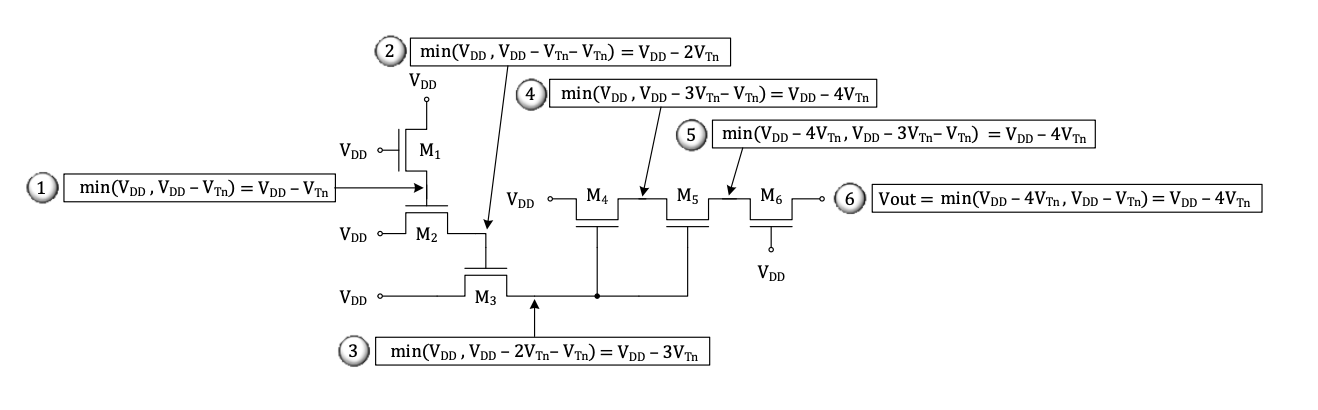 2 min(VDD , VDD – VTn– VTn) = VDD – 2VTn
VDD
4 min(VDD , VDD – 3VTn– VTn) = VDD – 4VTn
5 min(VDD – 4VTn , VDD – 3VTn– VTn) = VDD – 4VTn
VDD M1
1 min(VDD , VDD – VTn) = VDD – VTn
VDD M4 M5 M6 6 Vout = min(VDD – 4VTn , VDD – VTn) = VDD – 4VTn
VDD M2
VDD
VDD M3
3 min(VDD , VDD – 2VTn– VTn) = VDD – 3VTn